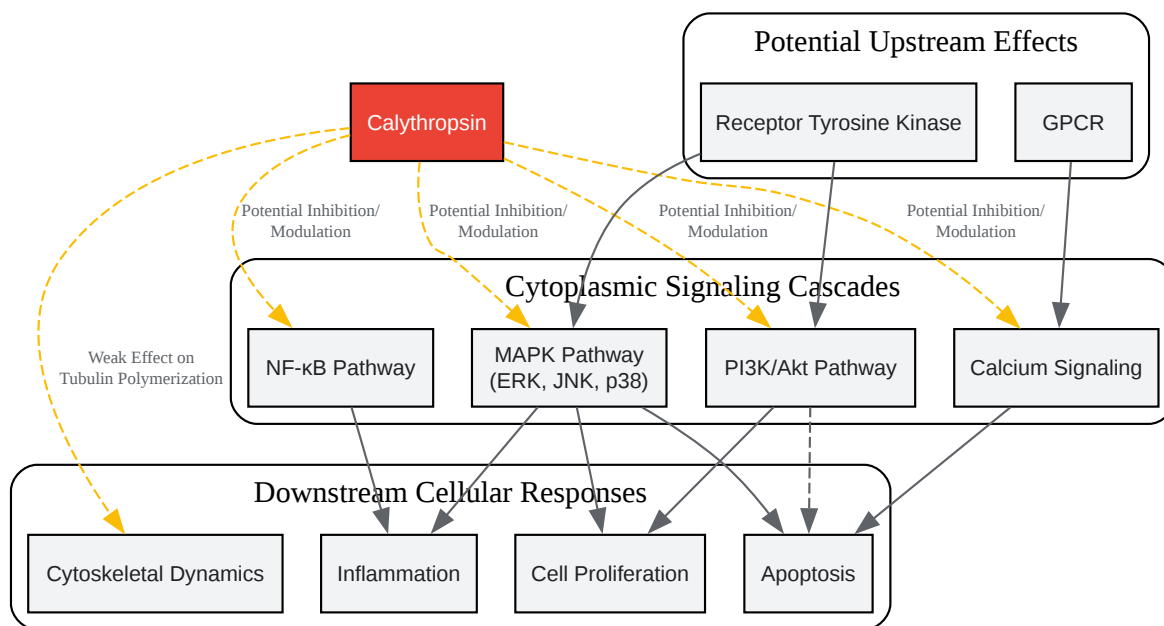 Potential Upstream Effects
Calythropsin
Receptor Tyrosine Kinase
GPCR
Potential Inhibition/
Modulation
Potential Inhibition/
Modulation
Potential Inhibition/
Modulation
Potential Inhibition/
Modulation
Cytoplasmic Signaling Cascades
Weak Effect on
Tubulin Polymerization
NF-κB Pathway
MAPK Pathway
(ERK, JNK, p38)
PI3K/Akt Pathway
Calcium Signaling
Downstream Cellular Responses
Cytoskeletal Dynamics
Inflammation
Cell Proliferation
Apoptosis